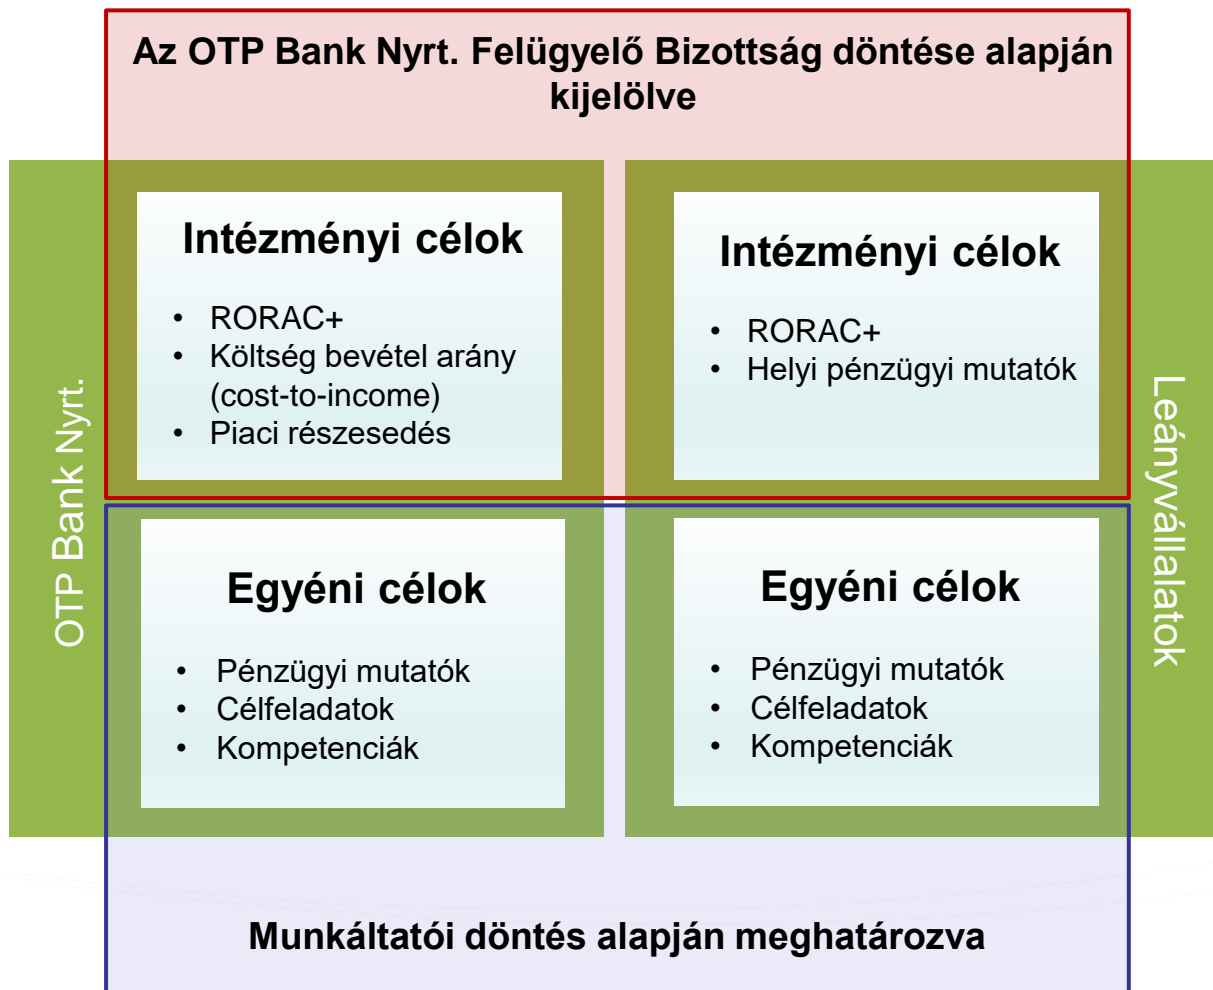 Az OTP Bank Nyrt. Felügyelő Bizottság döntése alapján
kijelölve
OTP Bank Nyrt.
Intézményi célok
• RORAC+
• Költség bevétel arány
(cost-to-income)
• Piaci részesedés
Intézményi célok
• RORAC+
• Helyi pénzügyi mutatók
Leányvállalatok
Egyéni célok
• Pénzügyi mutatók
• Célfeladatok
• Kompetenciák
Egyéni célok
• Pénzügyi mutatók
• Célfeladatok
• Kompetenciák
Munkáltatói döntés alapján meghatározva